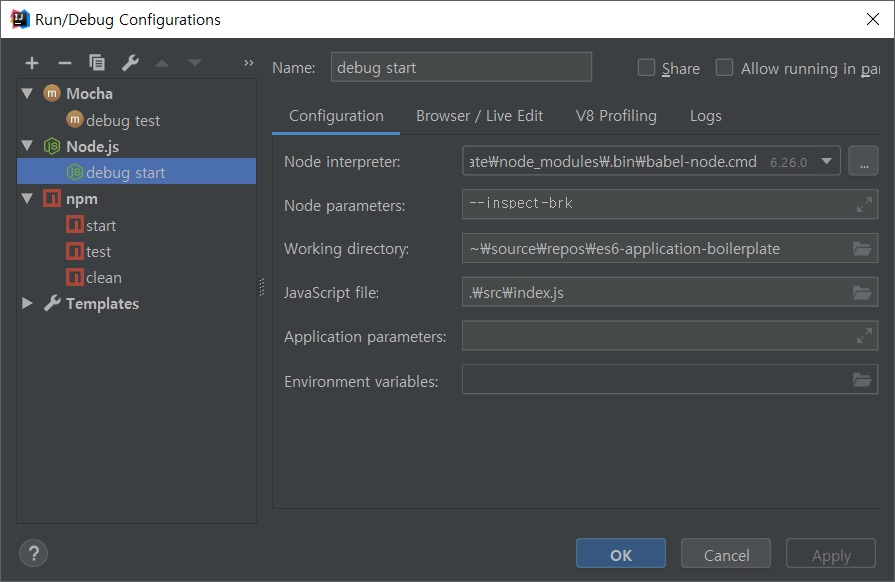 Run/Debug Configurations
Name:
debug start
Share
Allow running in par
Mocha
debug test
Node.js
debug start
npm
start
test
clean
Templates
Configuration
Browser / Live Edit
V8 Profiling
Logs
Node interpreter:
ate₩node_modules₩.bin₩babel-node.cmd 6.26.0
...
Node parameters:
--inspect-brk
Working directory:
~₩source₩repos₩es6-application-boilerplate
JavaScript file:
.₩src₩index.js
Application parameters:
Environment variables:
?
OK
Cancel
Apply